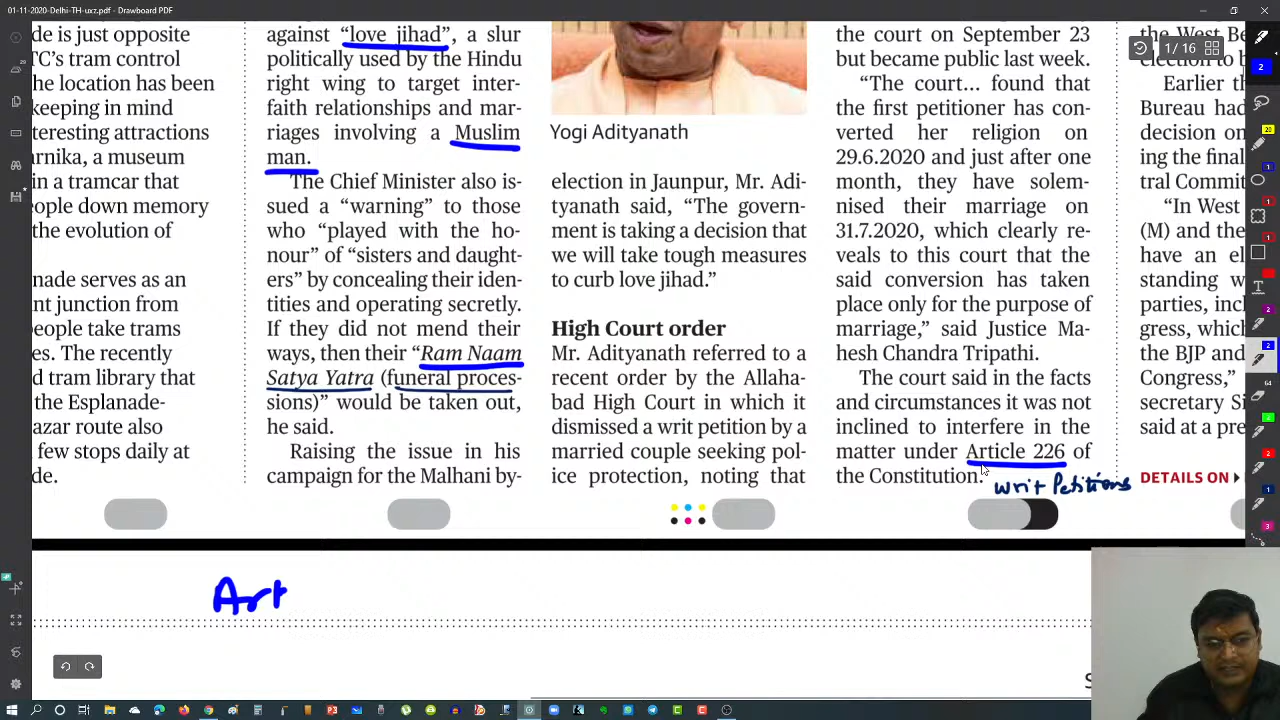 01-11-2020-Delhi-TH-uxz.pdf - Drawboard PDF
1 / 16
de is just opposite
TC's tram control
he location has been
keeping in mind
teresting attractions
arnika, a museum
in a tramcar that
eople down memory
the evolution of
nade serves as an
nt junction from
people take trams
es. The recently
d tram library that
the Esplanade-
azar route also
few stops daily at
de.
against "love jihad", a slur
politically used by the Hindu
right wing to target inter-
faith relationships and mar-
riages involving a Muslim
man.
The Chief Minister also is-
sued a "warning" to those
who "played with the ho-
nour" of "sisters and daught-
ers" by concealing their iden-
tities and operating secretly.
If they did not mend their
ways, then their "Ram Naam
Satya Yatra (funeral proces-
sions)" would be taken out,
he said.
Raising the issue in his
campaign for the Malhani by-
Yogi Adityanath
election in Jaunpur, Mr. Adi-
tyanath said, "The govern-
ment is taking a decision that
we will take tough measures
to curb love jihad."
High Court order
Mr. Adityanath referred to a
recent order by the Allaha-
bad High Court in which it
dismissed a writ petition by a
married couple seeking pol-
ice protection, noting that
the court on September 23
but became public last week.
"The court... found that
the first petitioner has con-
verted her religion on
29.6.2020 and just after one
month, they have solem-
nised their marriage on
31.7.2020, which clearly re-
veals to this court that the
said conversion has taken
place only for the purpose of
marriage," said Justice Ma-
hesh Chandra Tripathi.
The court said in the facts
and circumstances it was not
inclined to interfere in the
matter under Article 226 of
the Constitution.
writ Petitions
the West Be
election to b
Earlier th
Bureau had
decision on
ing the final
tral Commit
"In West
(M) and the
have an el
standing w
parties, incl
gress, which
the BJP and
Congress,"
secretary Si
said at a pre
DETAILS ON
Art